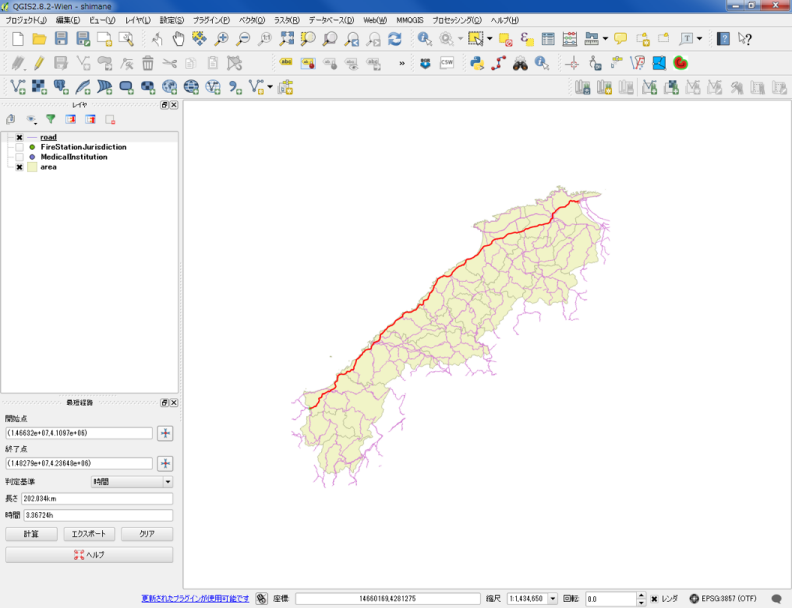 QGIS2.8.2-Wien - shimane
プロジェクト(J) 編集(E) ビュー(V) レイヤ(L) 設定(S) プラグイン(P) ベクタ(O) ラスタ(R) データベース(D) Web(W) MMQGIS プロセッシング(C) ヘルプ(H)
abc CSW
レイヤ
road
FireStationJurisdiction
MedicalInstitution
area
最短経路
開始点
(1.46632e+07,4.1097e+06)
終了点
(1.48279e+07,4.23648e+06)
判定基準 時間
長さ 202.034km
時間 3.36724h
計算 エクスポート クリア
ヘルプ
更新されたプラグインが使用可能です 座標: 14660169,4281275 縮尺 1:1,434,650 回転: 0.0 レンダ EPSG:3857 (OTF)